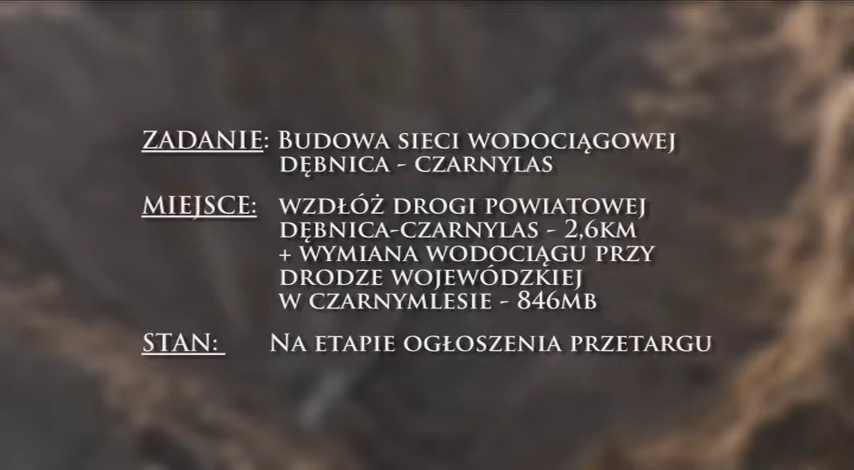 ZADANIE: BUDOWA SIECI WODOCIĄGOWEJ
DĘBNICA - CZARNYLAS
MIEJSCE: WZDŁÓŻ DROGI POWIATOWEJ
DĘBNICA-CZARNYLAS - 2,6KM
+ WYMIANA WODOCIĄGU PRZY
DRODZE WOJEWÓDZKIEJ
W CZARNYMLESIE - 846MB
STAN: NA ETAPIE OGŁOSZENIA PRZETARGU